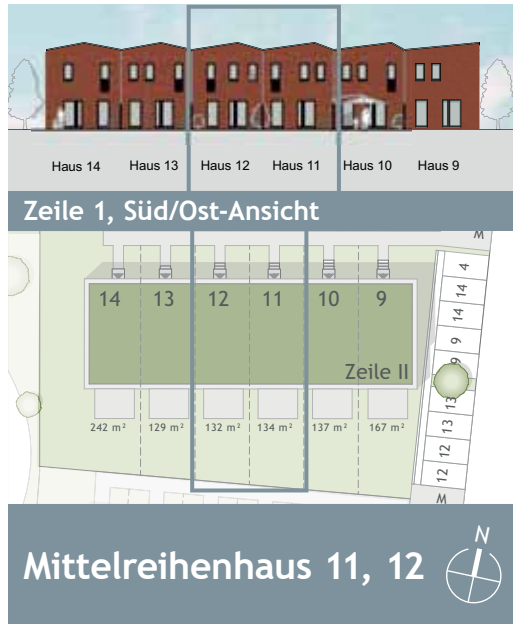 Haus 14 Haus 13 Haus 12 Haus 11 Haus 10 Haus 9
Zeile 1, Süd/Ost-Ansicht
M
14 13 12 11 10 9
Zeile II
242 m² 129 m² 132 m² 134 m² 137 m² 167 m²
4
14
14
9
9
13
13
12
12
M
Mittelreihenhaus 11, 12
N